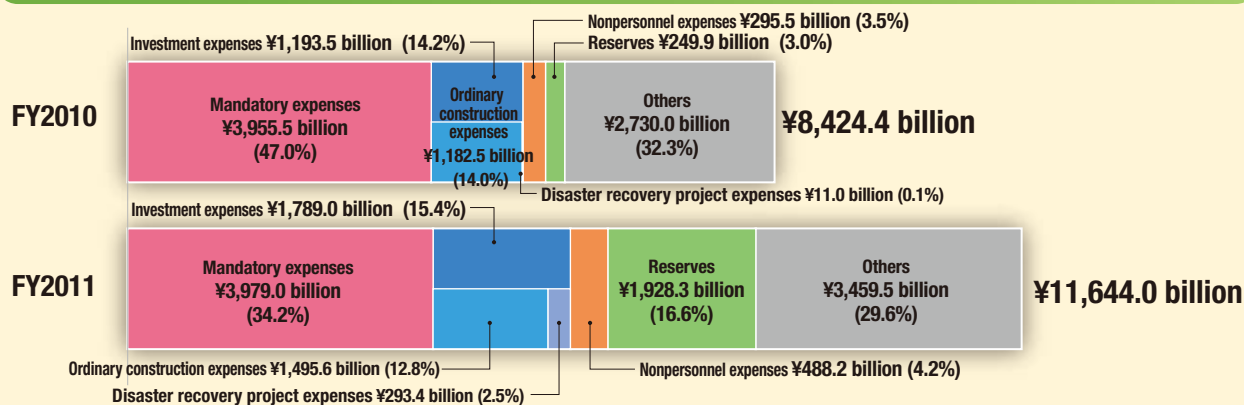 Nonpersonnel expenses ¥295.5 billion (3.5%)
Investment expenses ¥1,193.5 billion (14.2%)
Reserves ¥249.9 billion (3.0%)
FY2010
Mandatory expenses
¥3,955.5 billion
(47.0%)
Ordinary
construction
expenses
¥1,182.5 billion
(14.0%)
Others
¥2,730.0 billion
(32.3%)
¥8,424.4 billion
Disaster recovery project expenses ¥11.0 billion (0.1%)
Investment expenses ¥1,789.0 billion (15.4%)
FY2011
Mandatory expenses
¥3,979.0 billion
(34.2%)
Reserves
¥1,928.3 billion
(16.6%)
Others
¥3,459.5 billion
(29.6%)
¥11,644.0 billion
Ordinary construction expenses ¥1,495.6 billion (12.8%)
Nonpersonnel expenses ¥488.2 billion (4.2%)
Disaster recovery project expenses ¥293.4 billion (2.5%)